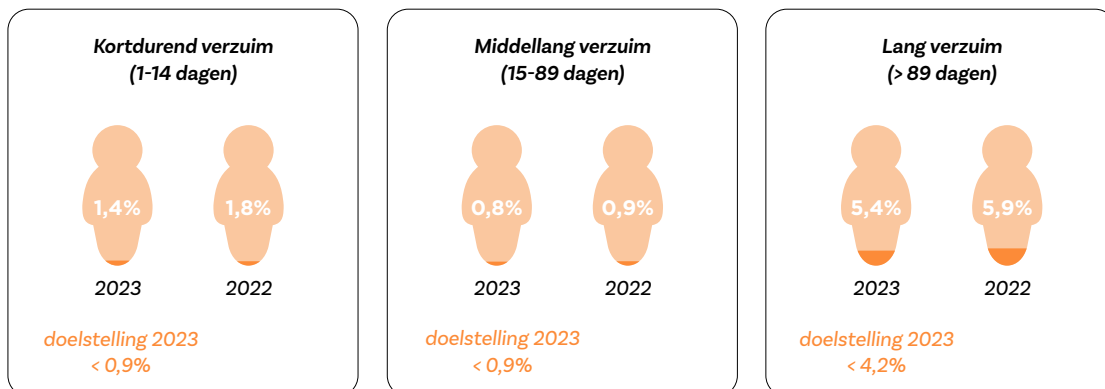 Kortdurend verzuim
(1-14 dagen)
1,4%
1,8%
2023
2022
doelstelling 2023
< 0,9%
Middellang verzuim
(15-89 dagen)
0,8%
0,9%
2023
2022
doelstelling 2023
< 0,9%
Lang verzuim
(> 89 dagen)
5,4%
5,9%
2023
2022
doelstelling 2023
< 4,2%